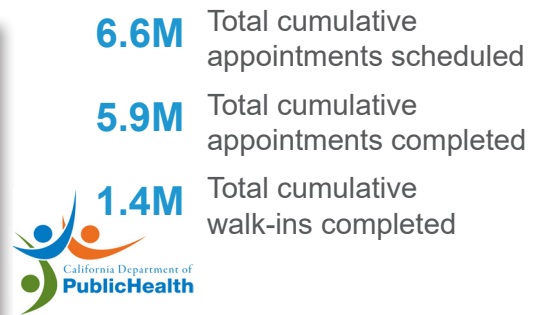 6.6M Total cumulative
appointments scheduled
5.9M Total cumulative
appointments completed
1.4M Total cumulative
walk-ins completed
California Department of
PublicHealth